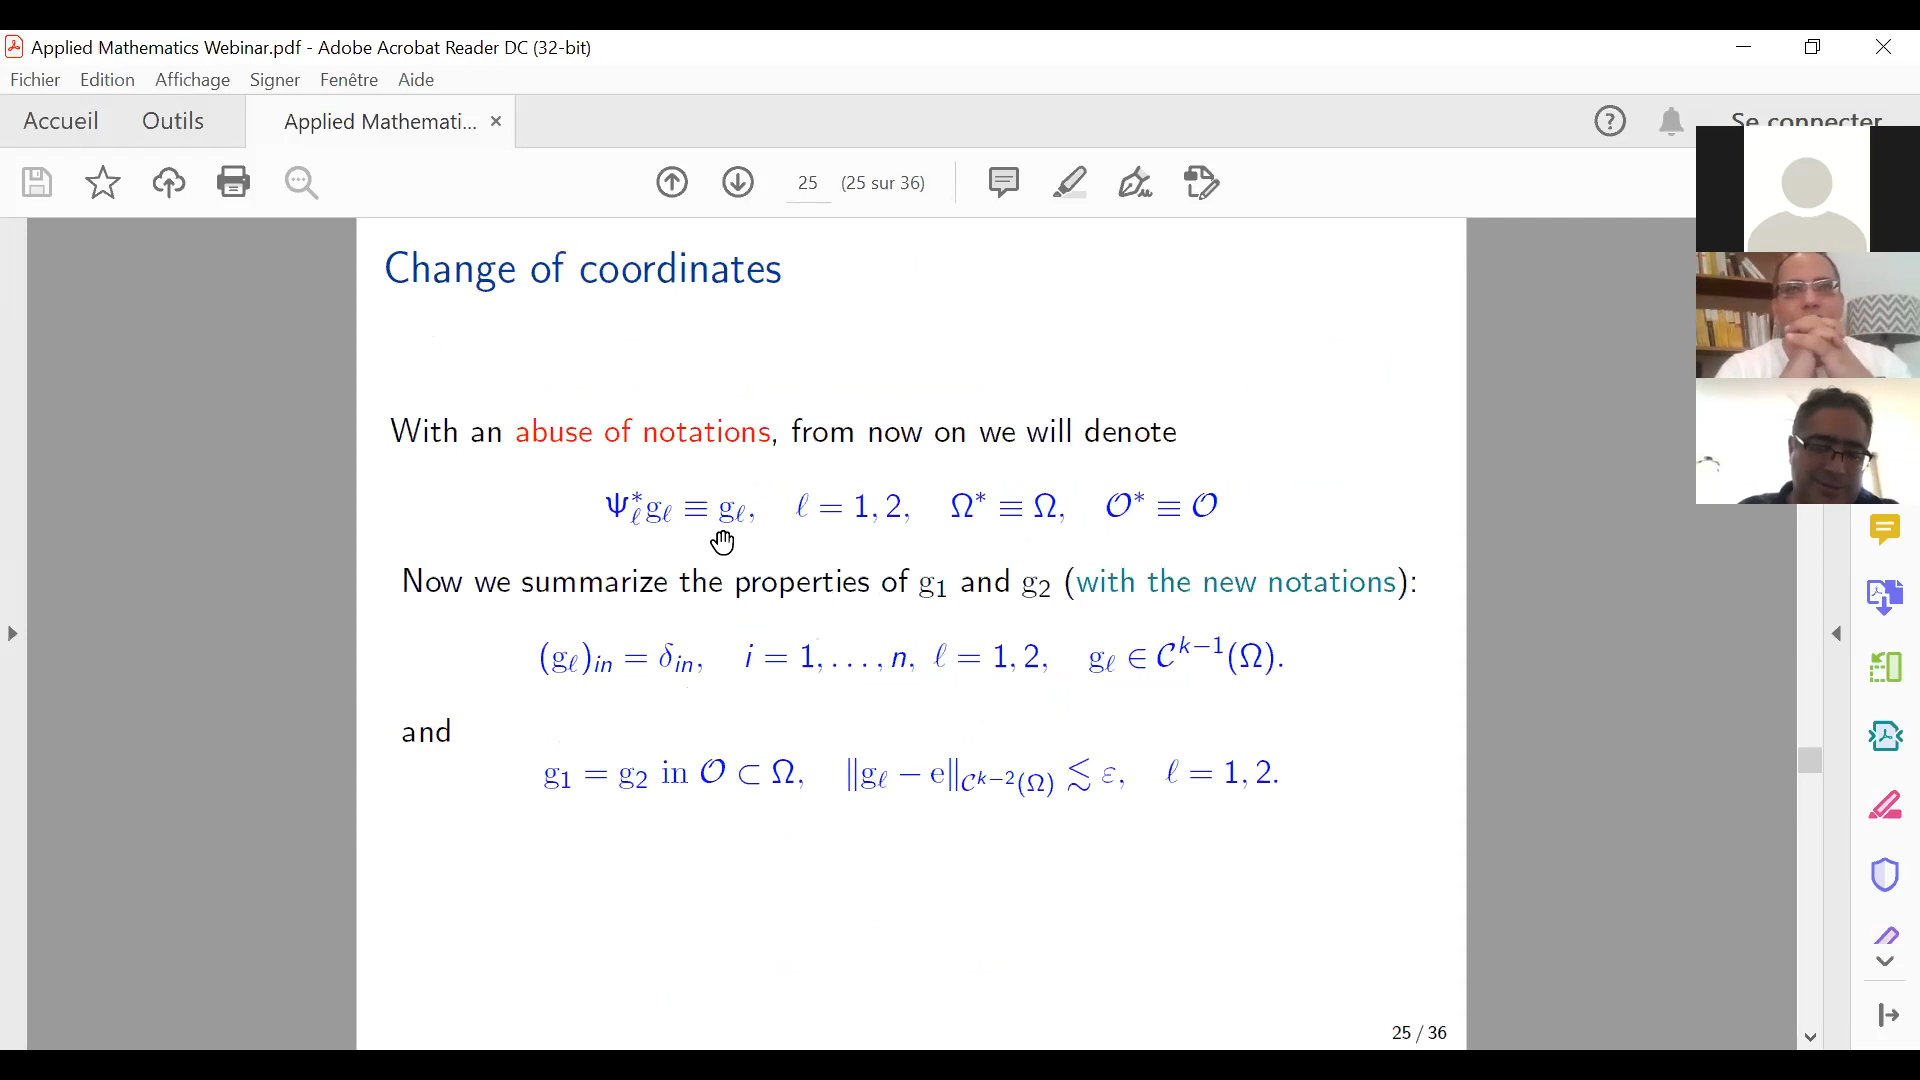 Applied Mathematics Webinar.pdf - Adobe Acrobat Reader DC (32-bit)
Fichier Edition Affichage Signer Fenêtre Aide
Accueil Outils Applied Mathemati... × Se connecter
25 (25 sur 36)
Change of coordinates
With an abuse of notations, from now on we will denote
Ψ*ℓgℓ ≡ gℓ, ℓ = 1, 2, Ω* ≡ Ω, 𝒪* ≡ 𝒪
Now we summarize the properties of g₁ and g₂ (with the new notations):
(gℓ)in = δin, i = 1, . . . , n, ℓ = 1, 2, gℓ ∈ 𝒞^{k−1}(Ω).
and
g₁ = g₂ in 𝒪 ⊂ Ω, ‖gℓ − e‖_{𝒞^{k−2}(Ω)} ≲ ε, ℓ = 1, 2.
25 / 36